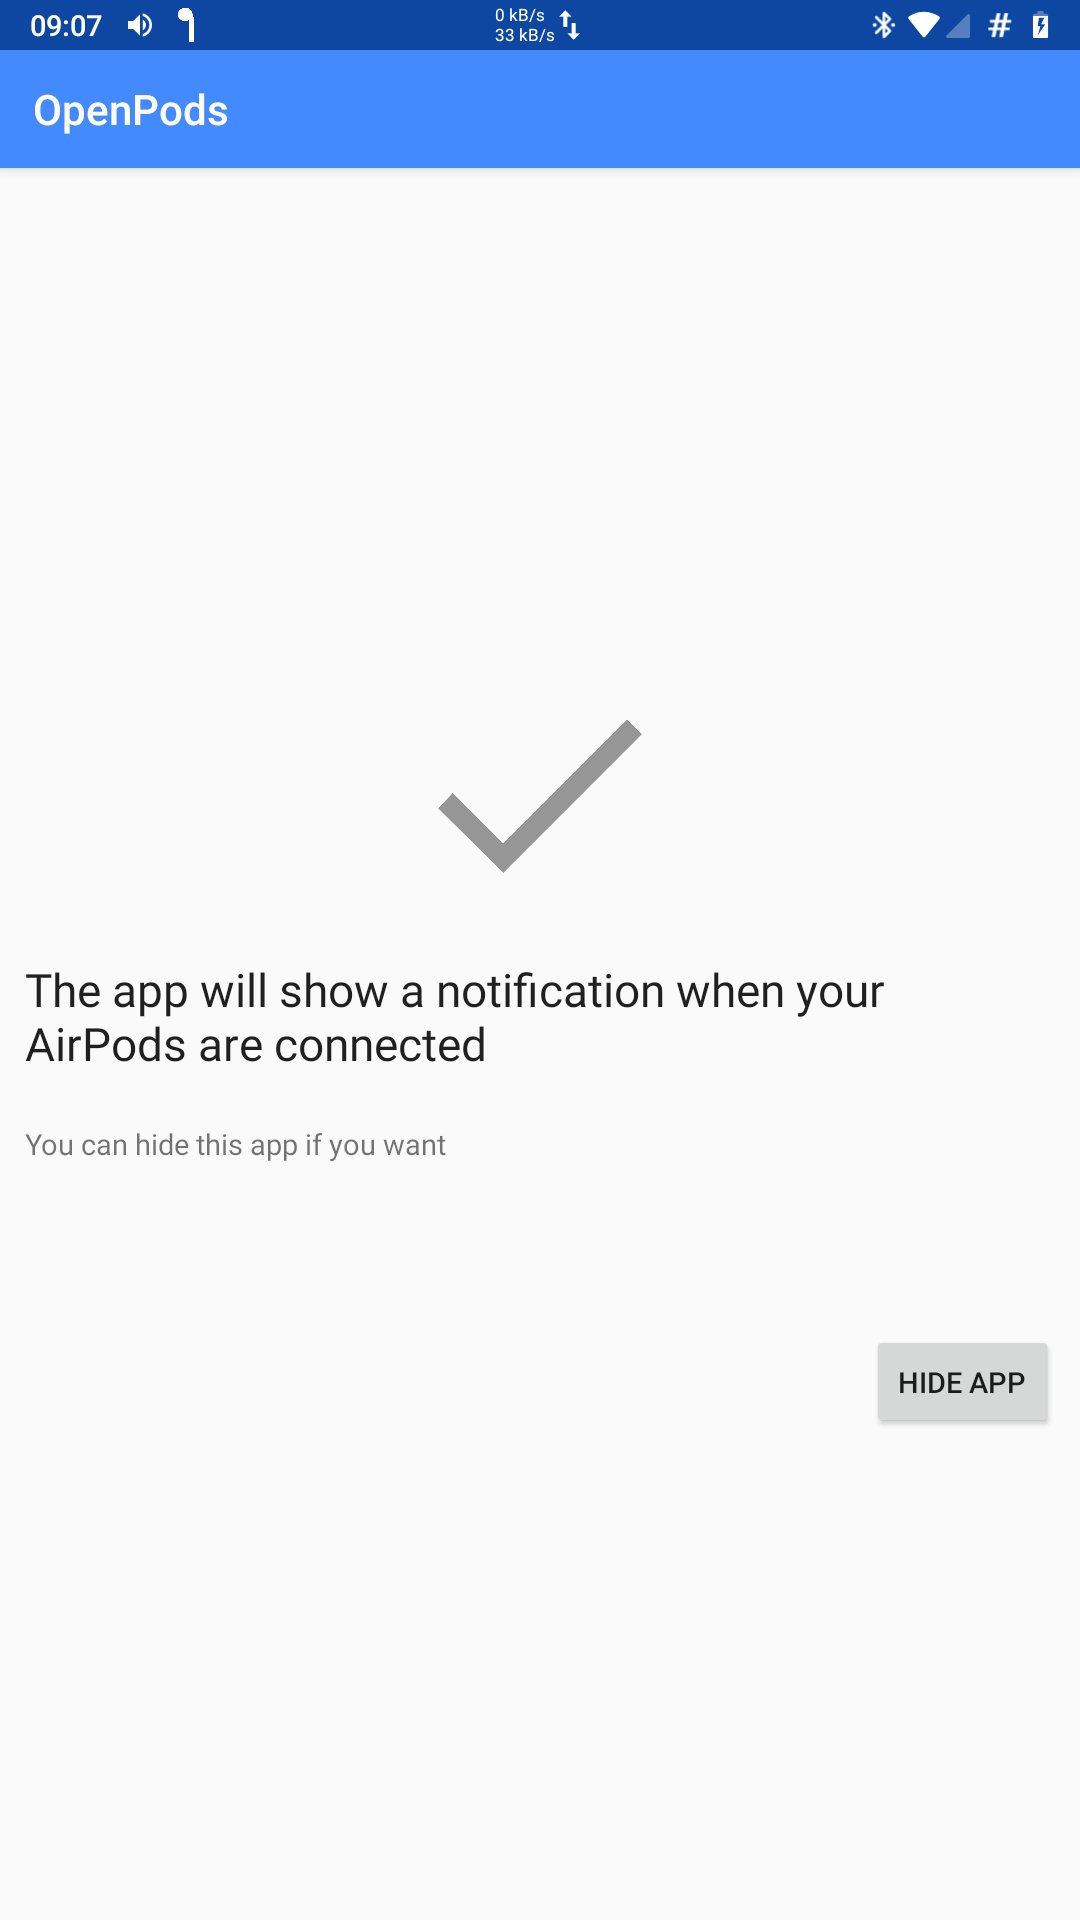 09:07
0 kB/s
33 kB/s
#
OpenPods
The app will show a notification when your
AirPods are connected
You can hide this app if you want
HIDE APP